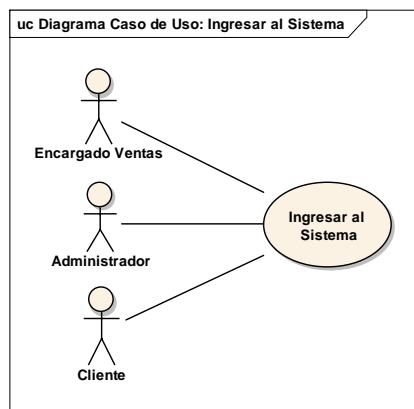 uc Diagrama Caso de Uso: Ingresar al Sistema
Encargado Ventas
Ingresar al
Sistema
Administrador
Cliente